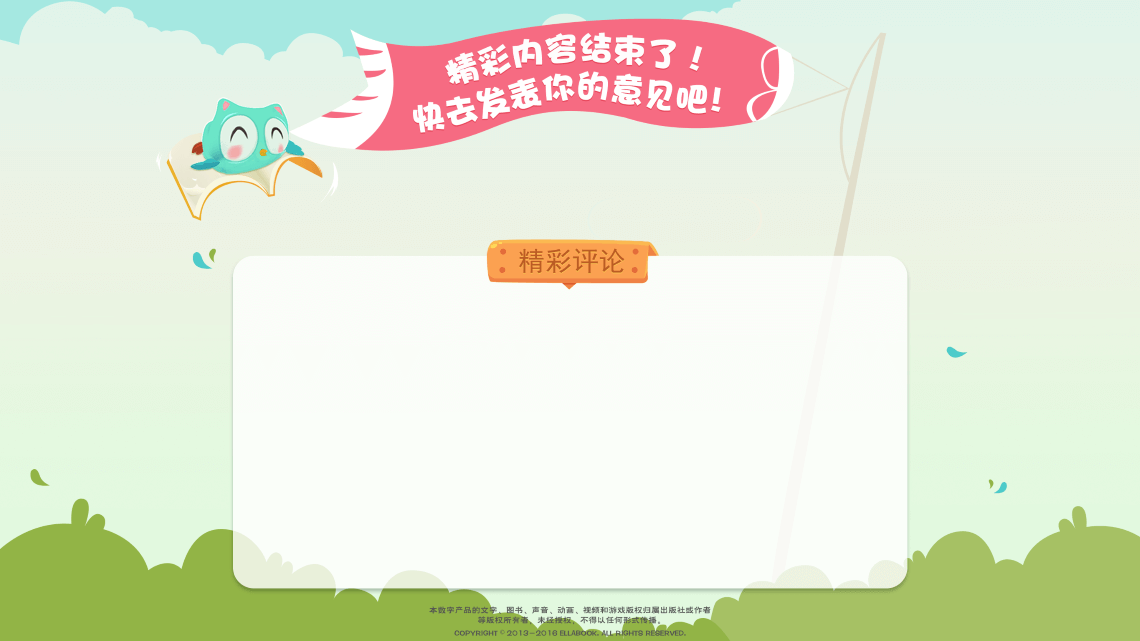 精彩内容结束了！
快去发表你的意见吧！
精彩评论
本数字产品的文字、图书、声音、动画、视频和游戏版权归属出版社或作者
等版权所有者，未经授权，不得以任何形式传播。
COPYRIGHT © 2013-2016 ELLABOOK. ALL RIGHTS RESERVED.